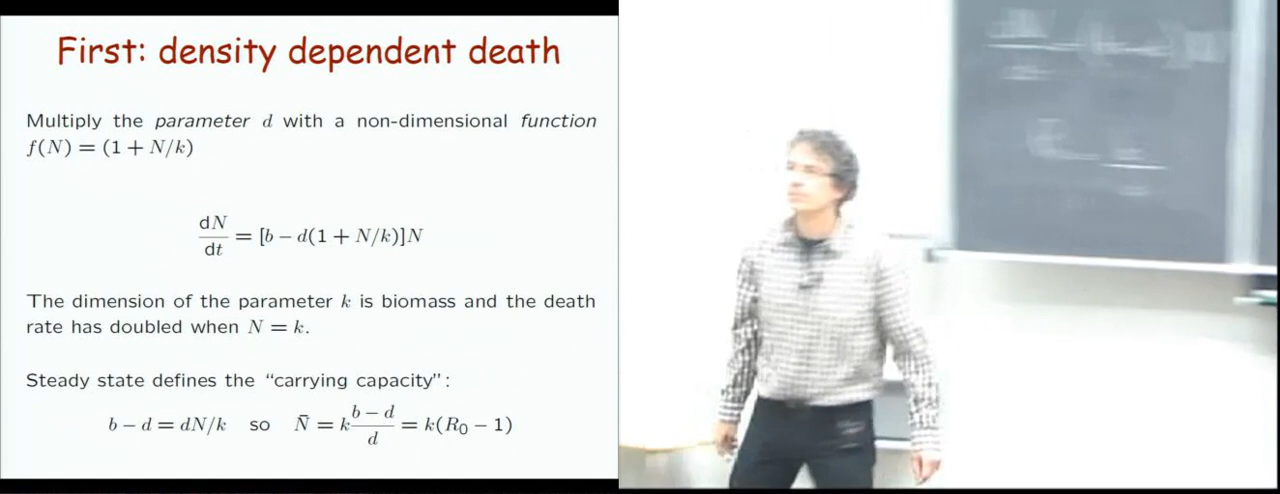 First: density dependent death
Multiply the parameter d with a non-dimensional function
f(N) = (1 + N/k)
dN/dt = [b − d(1 + N/k)]N
The dimension of the parameter k is biomass and the death
rate has doubled when N = k.
Steady state defines the “carrying capacity”:
b − d = dN/k so N̄ = k (b − d)/d = k(R₀ − 1)